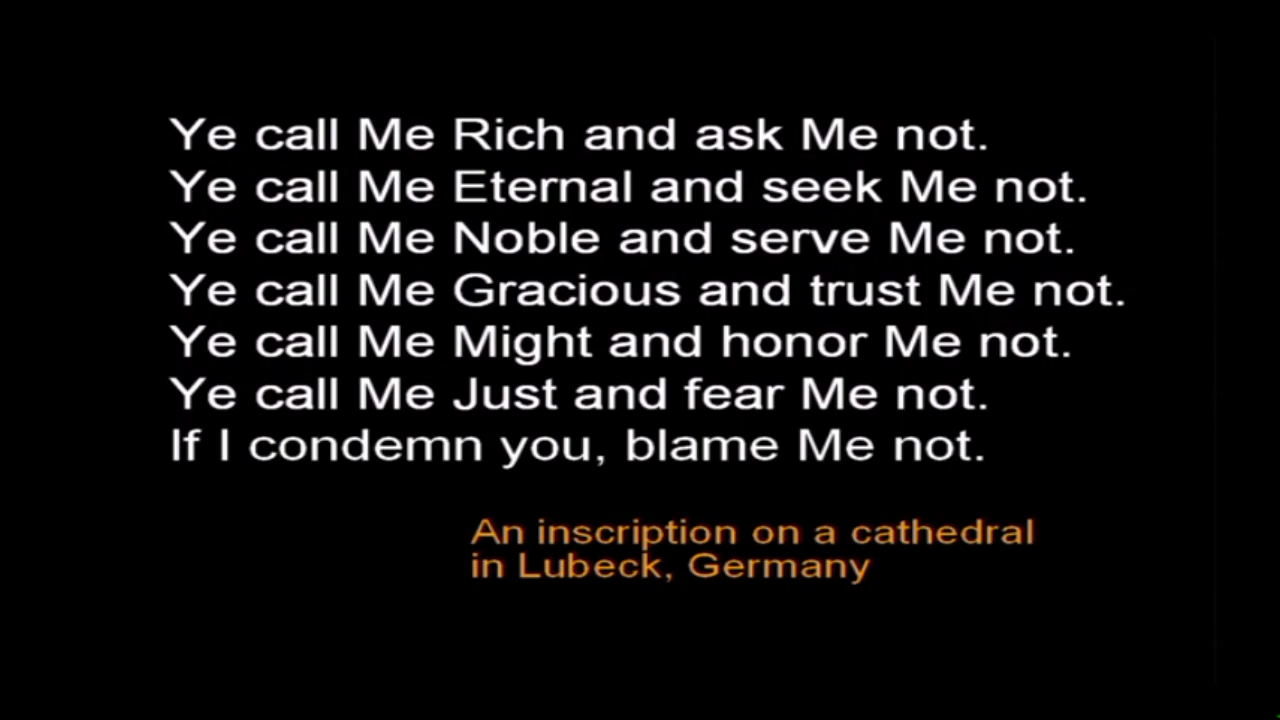 Ye call Me Rich and ask Me not.
Ye call Me Eternal and seek Me not.
Ye call Me Noble and serve Me not.
Ye call Me Gracious and trust Me not.
Ye call Me Might and honor Me not.
Ye call Me Just and fear Me not.
If I condemn you, blame Me not.
An inscription on a cathedral
in Lubeck, Germany